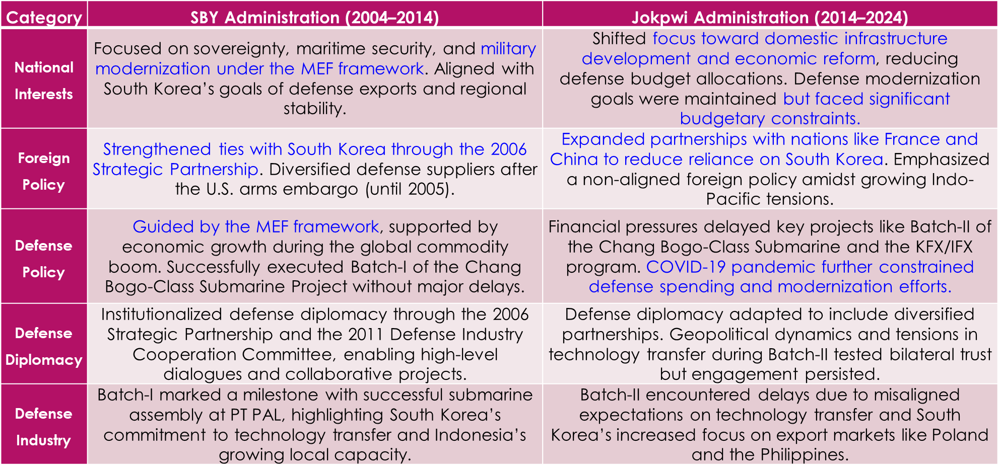 Category
SBY Administration (2004–2014)
Jokpwi Administration (2014–2024)
National
Interests
Focused on sovereignty, maritime security, and military
modernization under the MEF framework. Aligned with
South Korea’s goals of defense exports and regional
stability.
Shifted focus toward domestic infrastructure
development and economic reform, reducing
defense budget allocations. Defense modernization
goals were maintained but faced significant
budgetary constraints.
Foreign
Policy
Strengthened ties with South Korea through the 2006
Strategic Partnership. Diversified defense suppliers after
the U.S. arms embargo (until 2005).
Expanded partnerships with nations like France and
China to reduce reliance on South Korea. Emphasized
a non-aligned foreign policy amidst growing Indo-
Pacific tensions.
Defense
Policy
Guided by the MEF framework, supported by
economic growth during the global commodity
boom. Successfully executed Batch-I of the Chang
Bogo-Class Submarine Project without major delays.
Financial pressures delayed key projects like Batch-II of
the Chang Bogo-Class Submarine and the KFX/IFX
program. COVID-19 pandemic further constrained
defense spending and modernization efforts.
Defense
Diplomacy
Institutionalized defense diplomacy through the 2006
Strategic Partnership and the 2011 Defense Industry
Cooperation Committee, enabling high-level
dialogues and collaborative projects.
Defense diplomacy adapted to include diversified
partnerships. Geopolitical dynamics and tensions in
technology transfer during Batch-II tested bilateral trust
but engagement persisted.
Defense
Industry
Batch-I marked a milestone with successful submarine
assembly at PT PAL, highlighting South Korea’s
commitment to technology transfer and Indonesia’s
growing local capacity.
Batch-II encountered delays due to misaligned
expectations on technology transfer and South
Korea’s increased focus on export markets like Poland
and the Philippines.